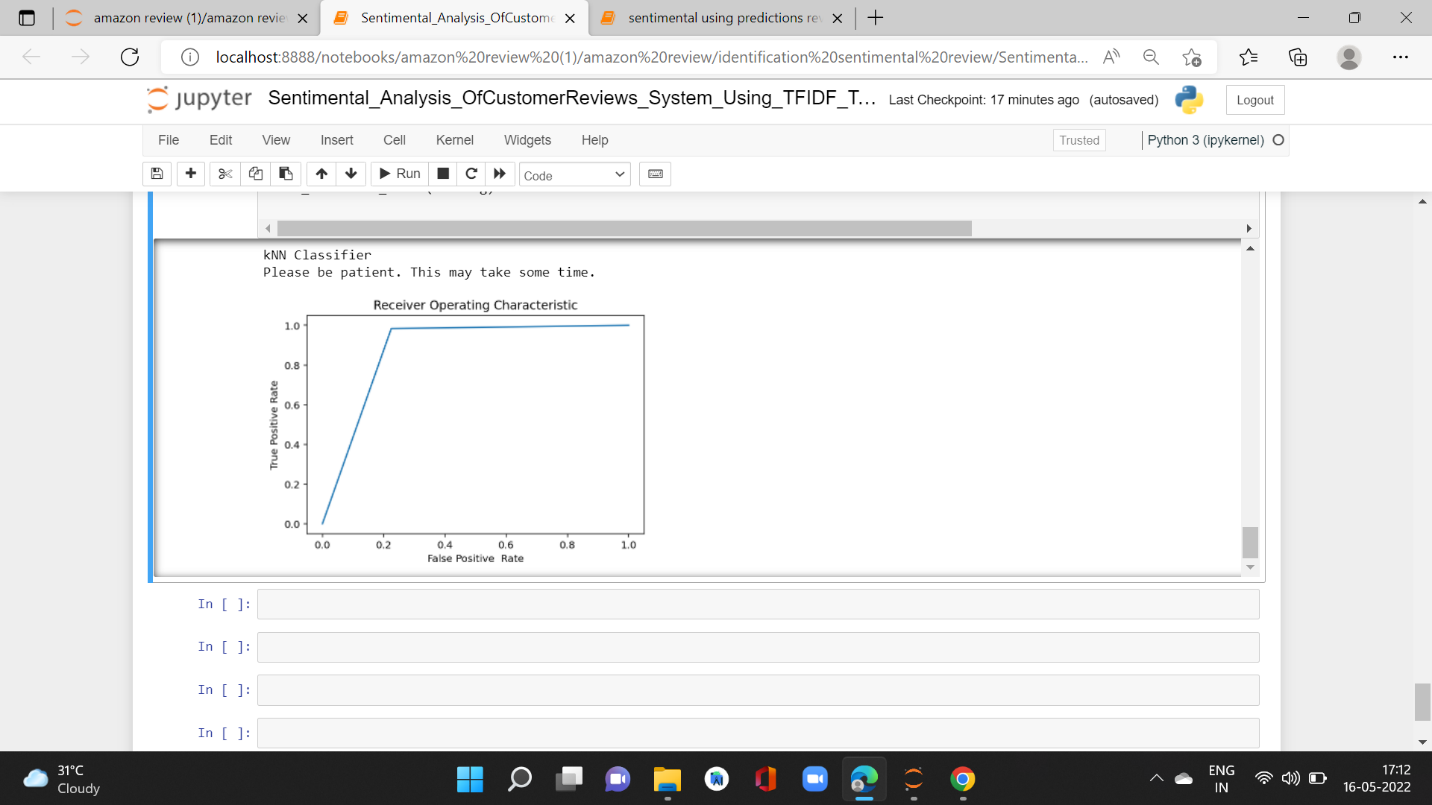 amazon review (1)/amazon revie
Sentimental_Analysis_OfCustome
sentimental using predictions re
localhost:8888/notebooks/amazon%20review%20(1)/amazon%20review/identification%20sentimental%20review/Sentimenta...
jupyter Sentimental_Analysis_OfCustomerReviews_System_Using_TFIDF_T... Last Checkpoint: 17 minutes ago (autosaved) Logout
File Edit View Insert Cell Kernel Widgets Help Trusted Python 3 (ipykernel)
Run Code
kNN Classifier
Please be patient. This may take some time.
Receiver Operating Characteristic
1.0
0.8
0.6
0.4
0.2
0.0
True Positive Rate
0.0 0.2 0.4 0.6 0.8 1.0
False Positive Rate
In [ ]:
In [ ]:
In [ ]:
In [ ]:
31°C
Cloudy
ENG
IN
17:12
16-05-2022